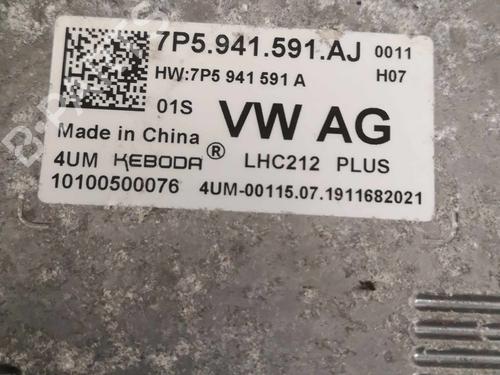 7P5.941.591.AJ 0011
HW:7P5 941 591 A H07
01S VW AG
Made in China
4UM KEBODA® LHC212 PLUS
10100500076 4UM-00115.07.1911682021